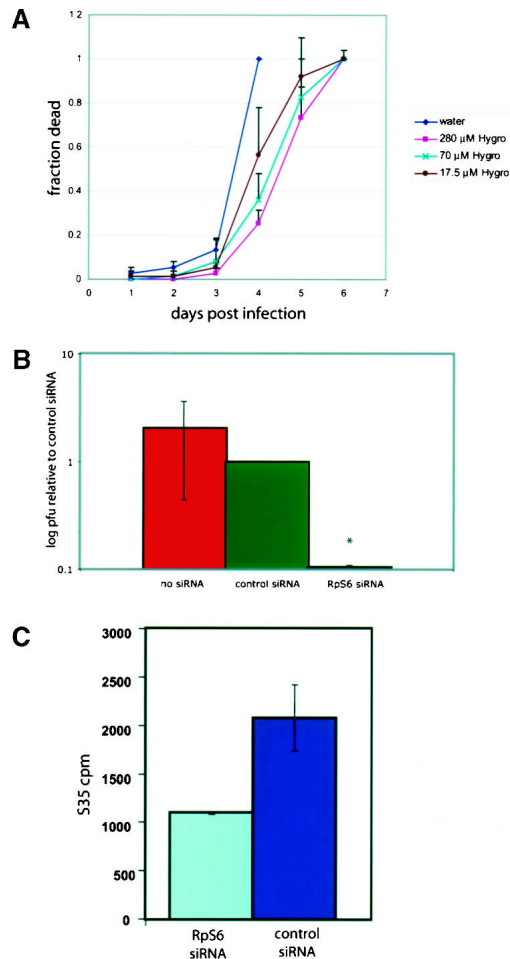 A
1 2
1
0.8
0.6
0.4
0.2
0
fraction dead
0 1 2 3 4 5 6 7
days post infection
water
280 µM Hygro
70 µM Hygro
17.5 µM Hygro
B
10
1
0.1
log pfu relative to control siRNA
no siRNA control siRNA RpS6 siRNA
*
C
3000
2500
2000
1500
1000
500
0
S35 cpm
RpS6 siRNA
control siRNA